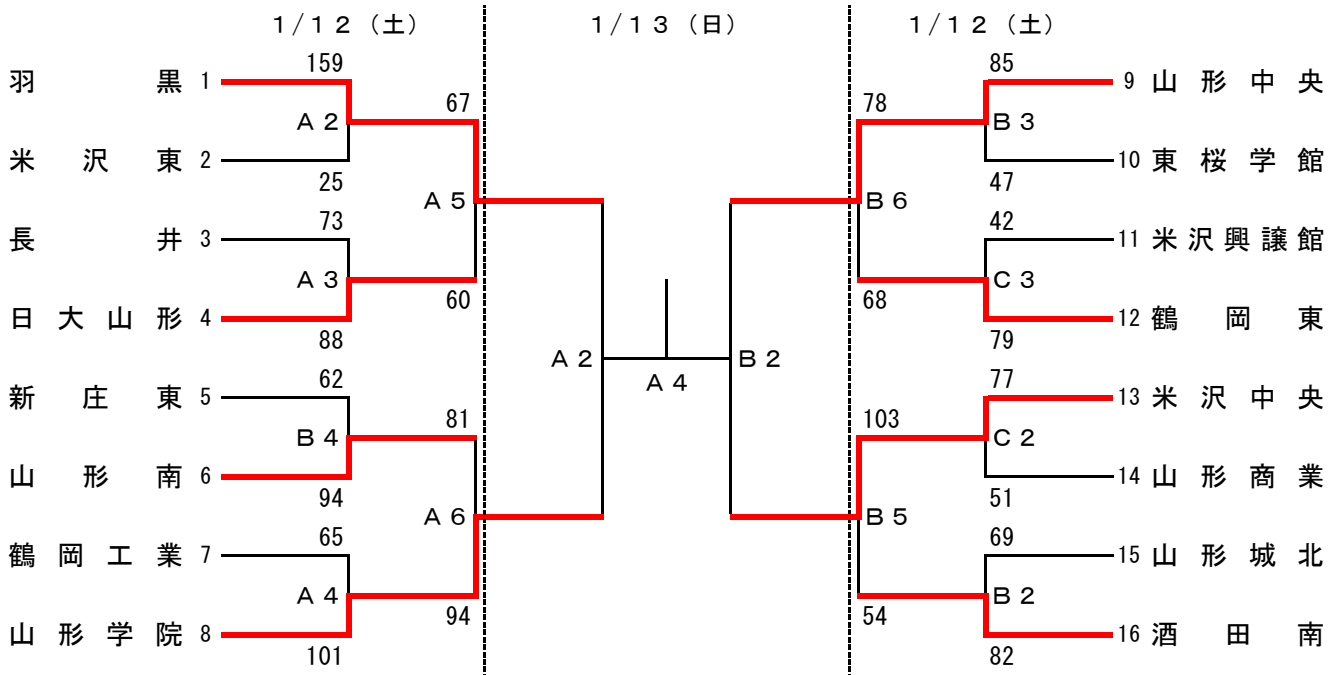 1/12（土） 1/13（日） 1/12（土）
159 85
羽黒 1 67 78 9 山形中央
A2 B3
米沢東 2 10 東桜学館
25 47
A5 B6
73 42
長井 3 11 米沢興譲館
A3 C3
60 68
日大山形 4 12 鶴岡東
88 79
A2 B2
A4
62 77
新庄東 5 13 米沢中央
81 103
B4 C2
山形南 6 14 山形商業
94 51
A6 B5
65 69
鶴岡工業 7 15 山形城北
A4 B2
94 54
山形学院 8 16 酒田南
101 82